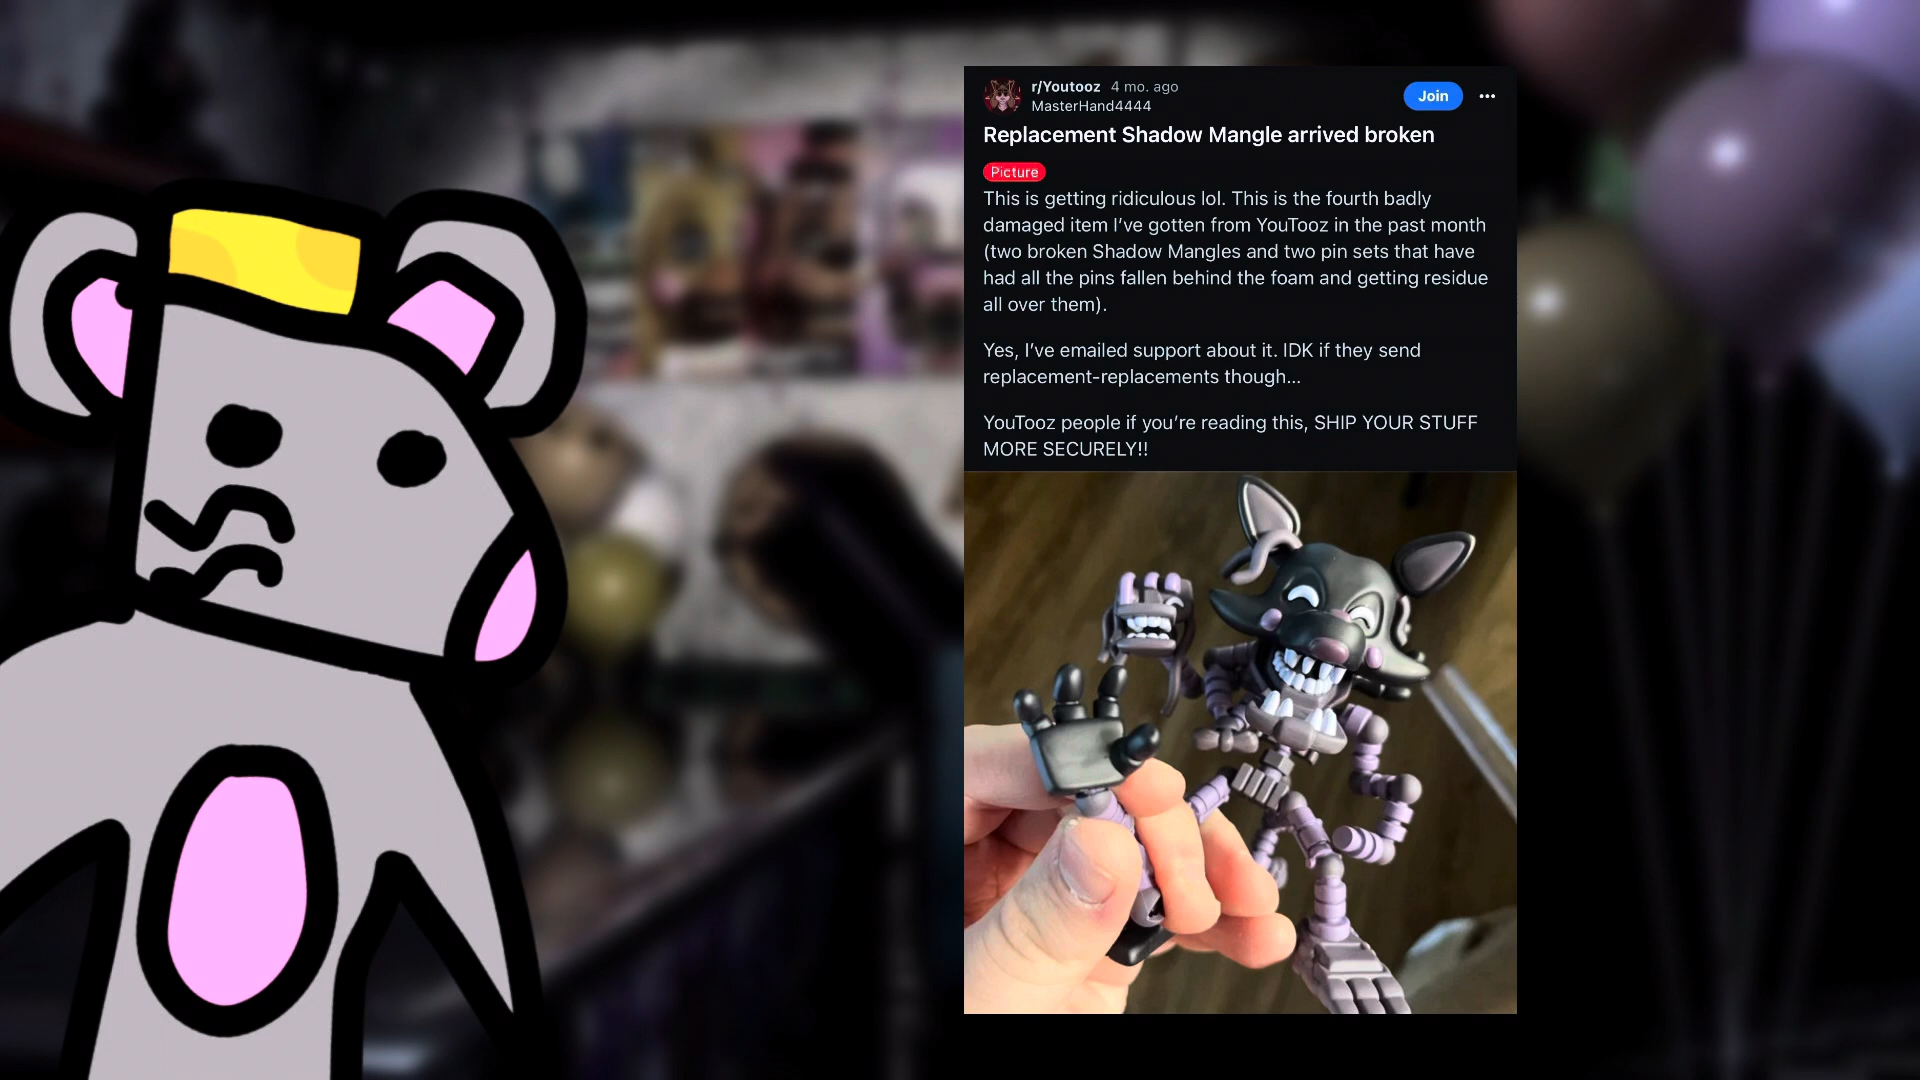 r/Youtooz 4 mo. ago
MasterHand4444
Join
Replacement Shadow Mangle arrived broken
Picture
This is getting ridiculous lol. This is the fourth badly
damaged item I’ve gotten from YouTooz in the past month
(two broken Shadow Mangles and two pin sets that have
had all the pins fallen behind the foam and getting residue
all over them).
Yes, I’ve emailed support about it. IDK if they send
replacement-replacements though...
YouTooz people if you’re reading this, SHIP YOUR STUFF
MORE SECURELY!!